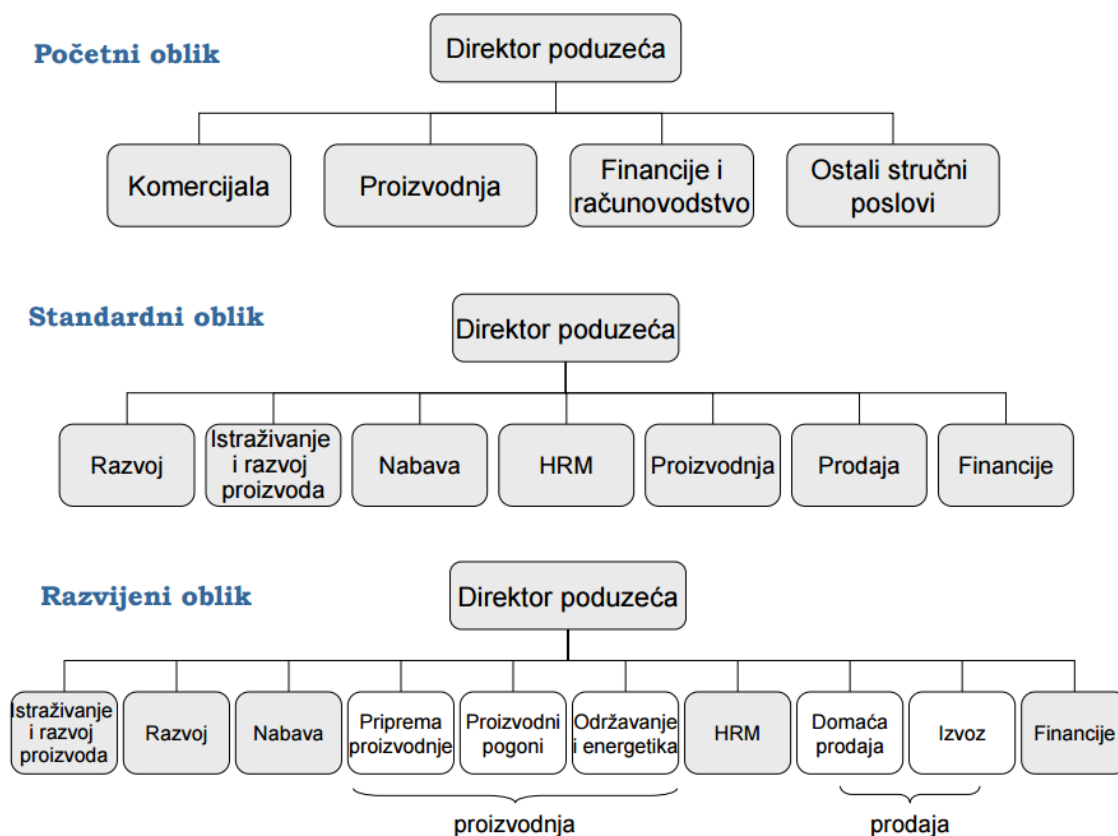 Početni oblik
Direktor poduzeća
Komercijala
Proizvodnja
Financije i
računovodstvo
Ostali stručni
poslovi
Standardni oblik
Direktor poduzeća
Razvoj
Istraživanje
i razvoj
proizvoda
Nabava
HRM
Proizvodnja
Prodaja
Financije
Razvijeni oblik
Direktor poduzeća
Istraživanje
i razvoj
proizvoda
Razvoj
Nabava
Priprema
proizvodnje
Proizvodni
pogoni
Održavanje
i energetika
HRM
Domaća
prodaja
Izvoz
Financije
proizvodnja
prodaja